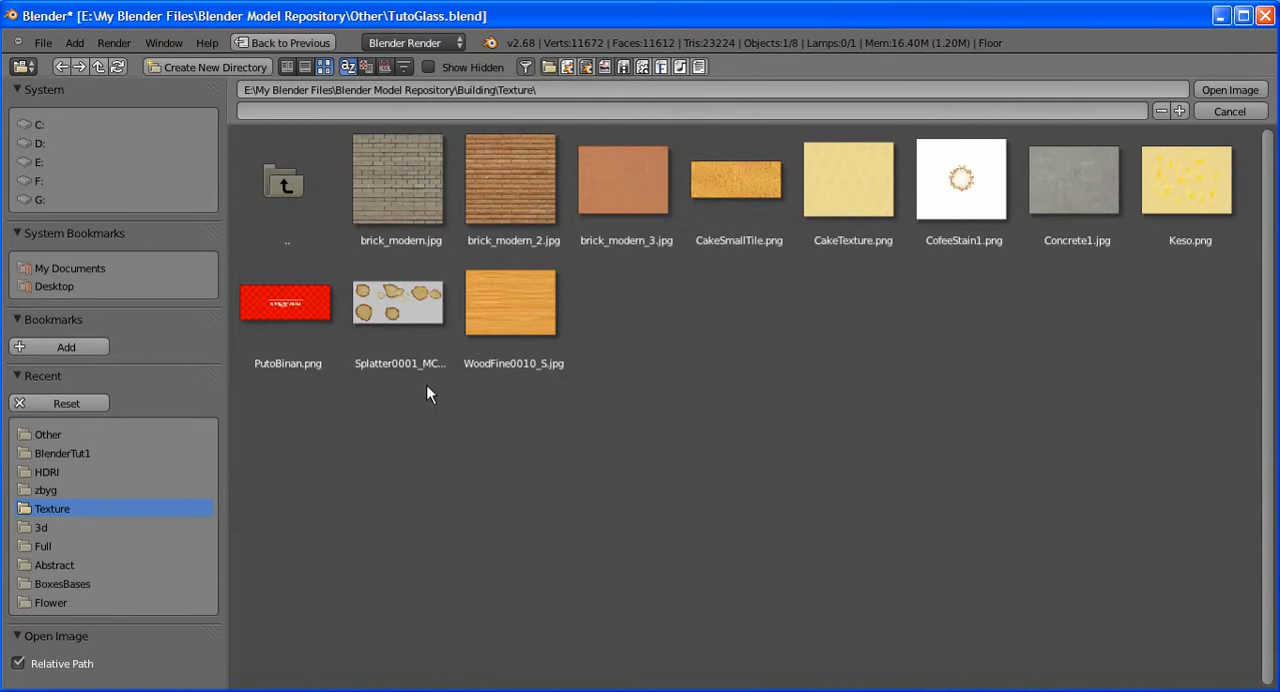 Blender* [E:\My Blender Files\Blender Model Repository\Other\TutoGlass.blend]
File Add Render Window Help Back to Previous Blender Render v2.68 | Verts:11672 | Faces:11612 | Tris:23224 | Objects:1/8 | Lamps:0/1 | Mem:16.40M (1.20M) | Floor
Create New Directory Show Hidden
System
C:
D:
E:
F:
G:
System Bookmarks
My Documents
Desktop
Bookmarks
Add
Recent
Reset
Other
BlenderTut1
HDRI
zbyg
Texture
3d
Full
Abstract
BoxesBases
Flower
Open Image
Relative Path
E:\My Blender Files\Blender Model Repository\Building\Texture\ Open Image
Cancel
.. brick_modern.jpg brick_modern_2.jpg brick_modern_3.jpg CakeSmallTile.png CakeTexture.png CofeeStain1.png Concrete1.jpg Keso.png
PutoBinan.png Splatter0001_MC... WoodFine0010_S.jpg